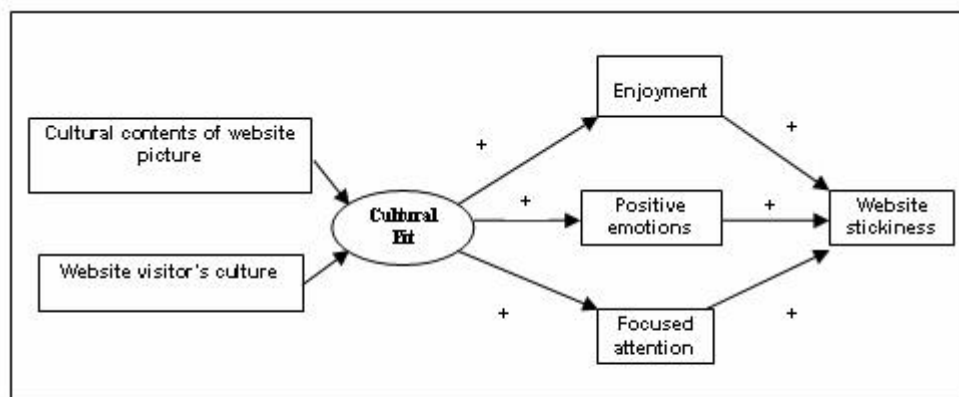 Cultural contents of website
picture
Website visitor's culture
Cultural
Fit
+
+
+
Enjoyment
Positive
emotions
Focused
attention
+
+
+
Website
stickiness